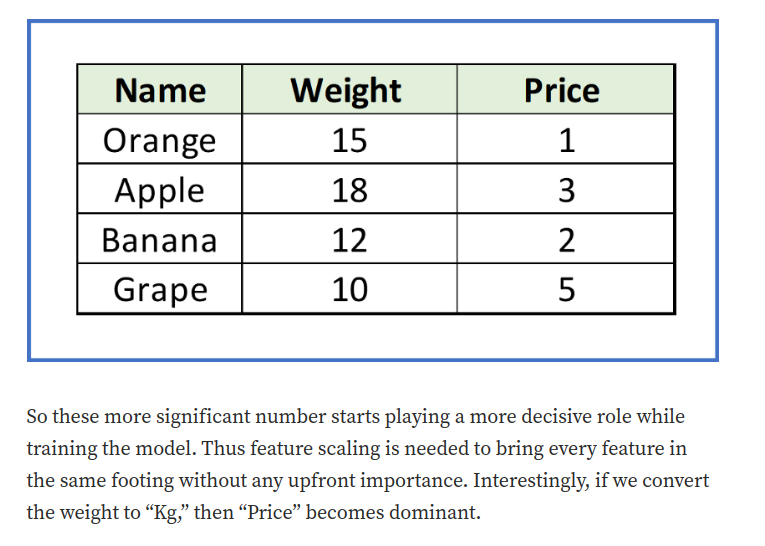 Name Weight Price
Orange 15 1
Apple 18 3
Banana 12 2
Grape 10 5
So these more significant number starts playing a more decisive role while
training the model. Thus feature scaling is needed to bring every feature in
the same footing without any upfront importance. Interestingly, if we convert
the weight to “Kg,” then “Price” becomes dominant.